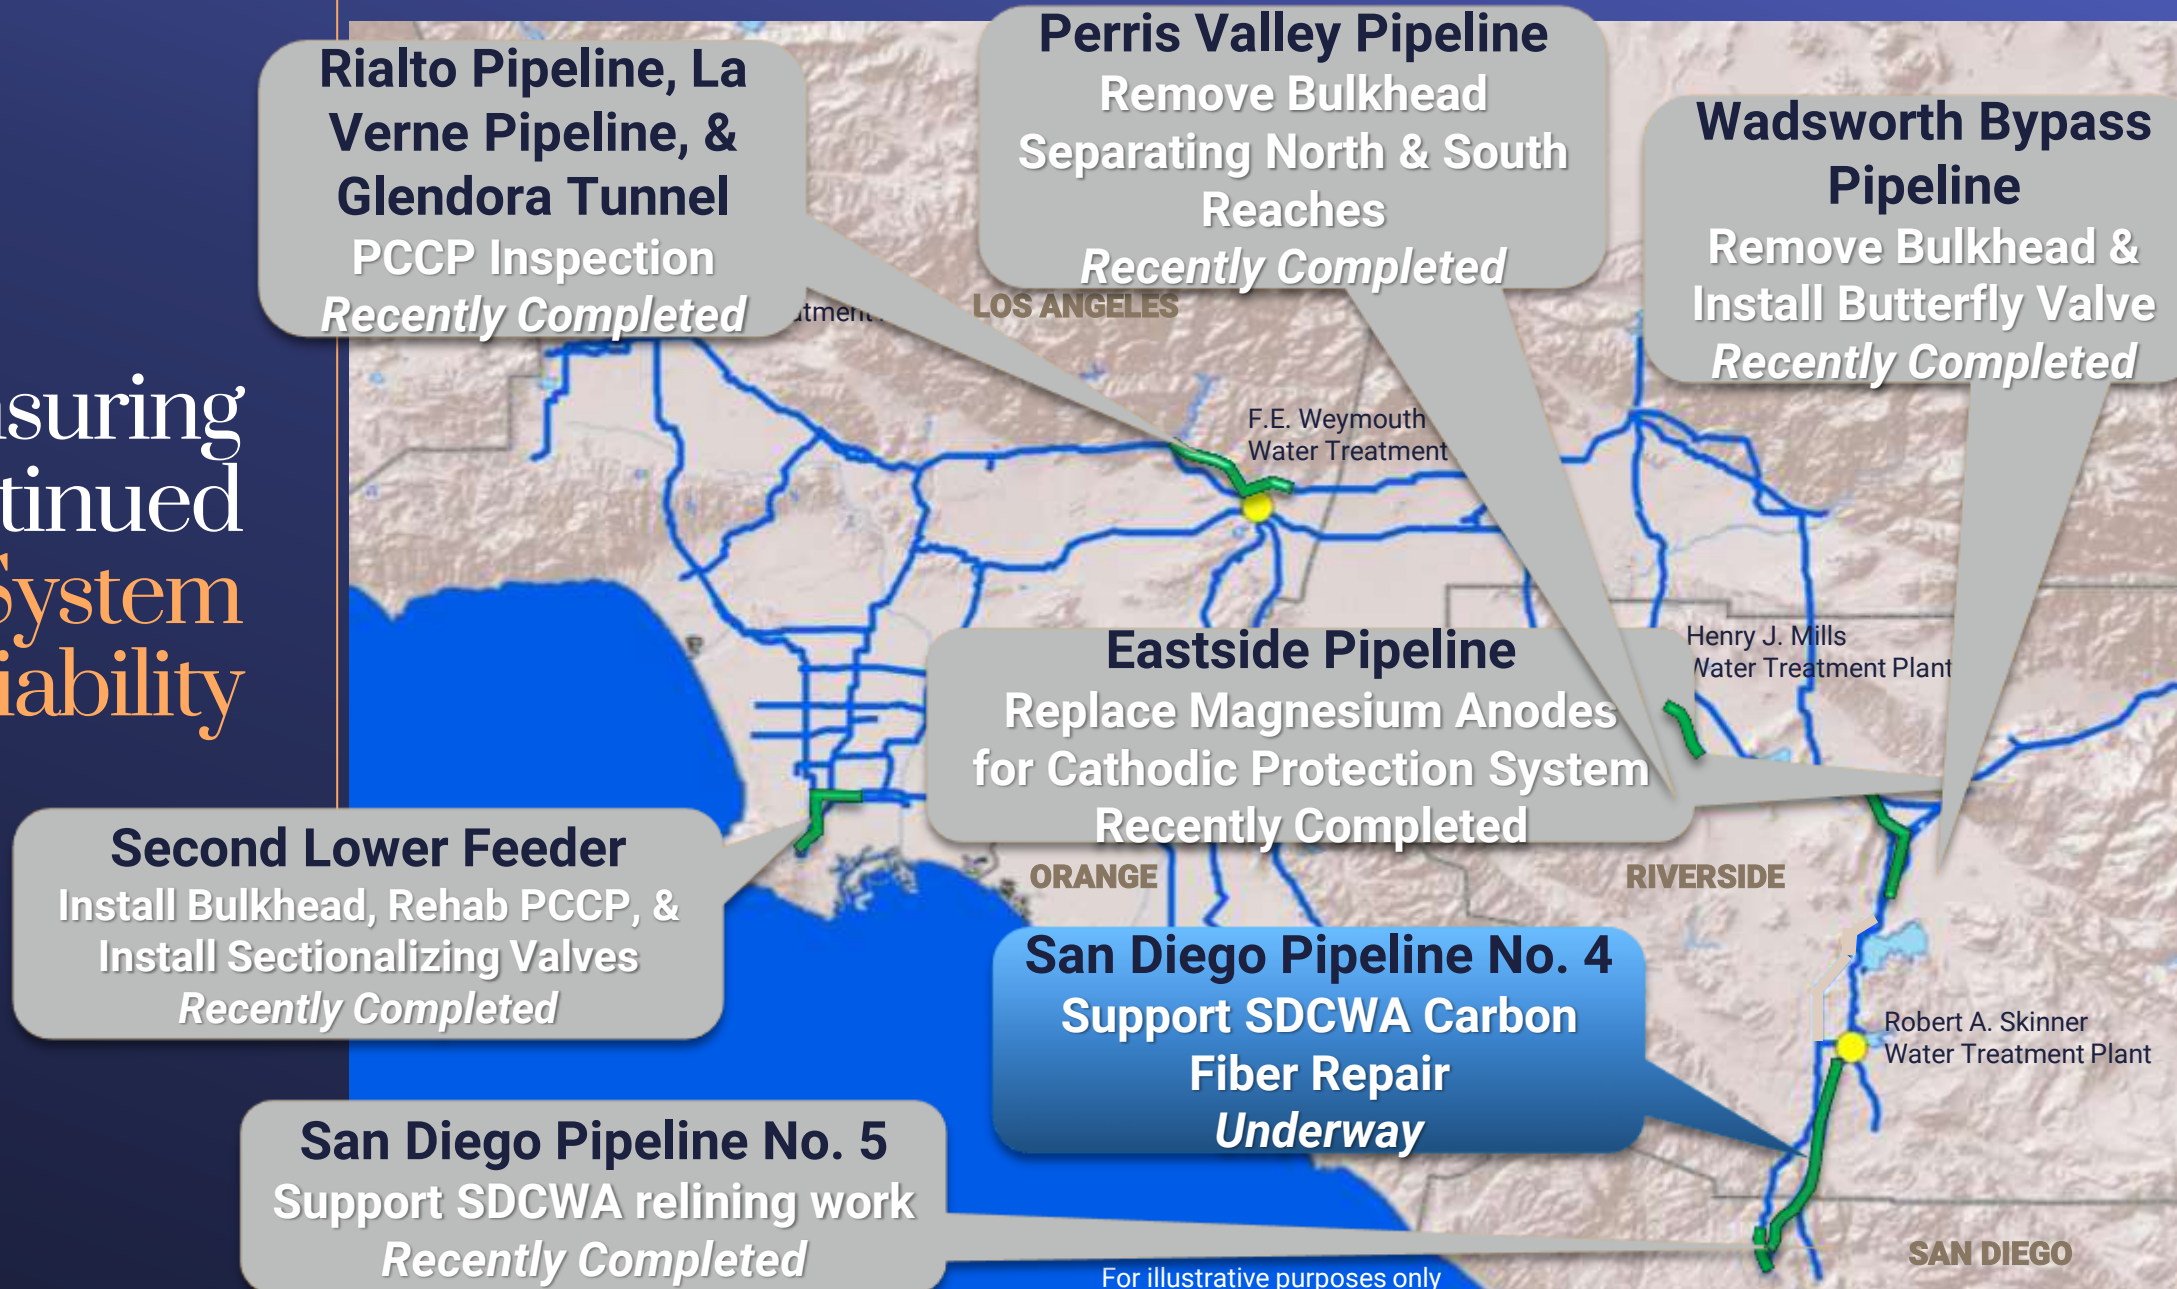 Rialto Pipeline, La
Verne Pipeline, &
Glendora Tunnel
PCCP Inspection
Recently Completed
Perris Valley Pipeline
Remove Bulkhead
Separating North & South
Reaches
Recently Completed
Wadsworth Bypass
Pipeline
Remove Bulkhead &
Install Butterfly Valve
Recently Completed
LOS ANGELES
F.E. Weymouth
Water Treatment
System
Henry J. Mills
Water Treatment Plant
Eastside Pipeline
Replace Magnesium Anodes
for Cathodic Protection System
Recently Completed
Second Lower Feeder
Install Bulkhead, Rehab PCCP, &
Install Sectionalizing Valves
Recently Completed
ORANGE
RIVERSIDE
San Diego Pipeline No. 4
Support SDCWA Carbon
Fiber Repair
Underway
Robert A. Skinner
Water Treatment Plant
San Diego Pipeline No. 5
Support SDCWA relining work
Recently Completed
SAN DIEGO
For illustrative purposes only